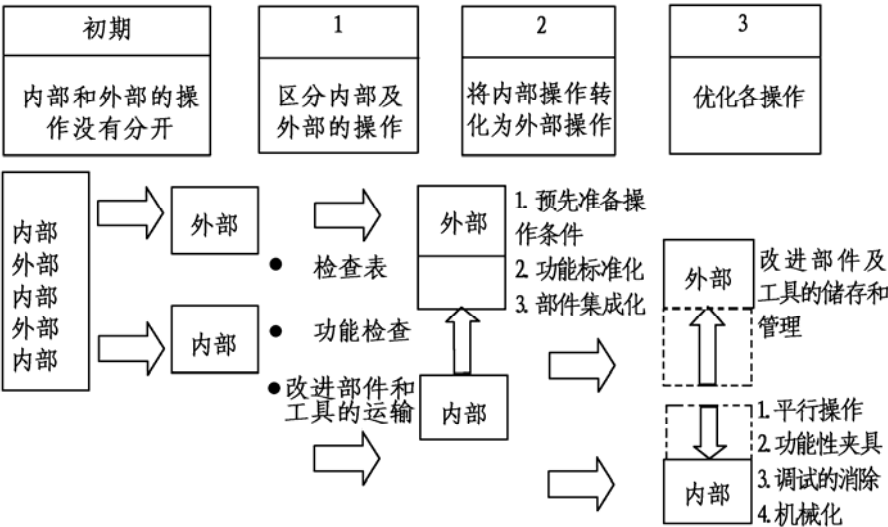 初期
内部和外部的操
作没有分开
1
区分内部及
外部的操作
2
将内部操作转
化为外部操作
3
优化各操作
内部
外部
内部
外部
内部
外部
内部
● 检查表
● 功能检查
●改进部件和
工具的运输
外部
1. 预先准备操
作条件
2. 功能标准化
3. 部件集成化
内部
外部
改进部件及
工具的储存和
管理
内部
1. 平行操作
2. 功能性夹具
3. 调试的消除
4. 机械化